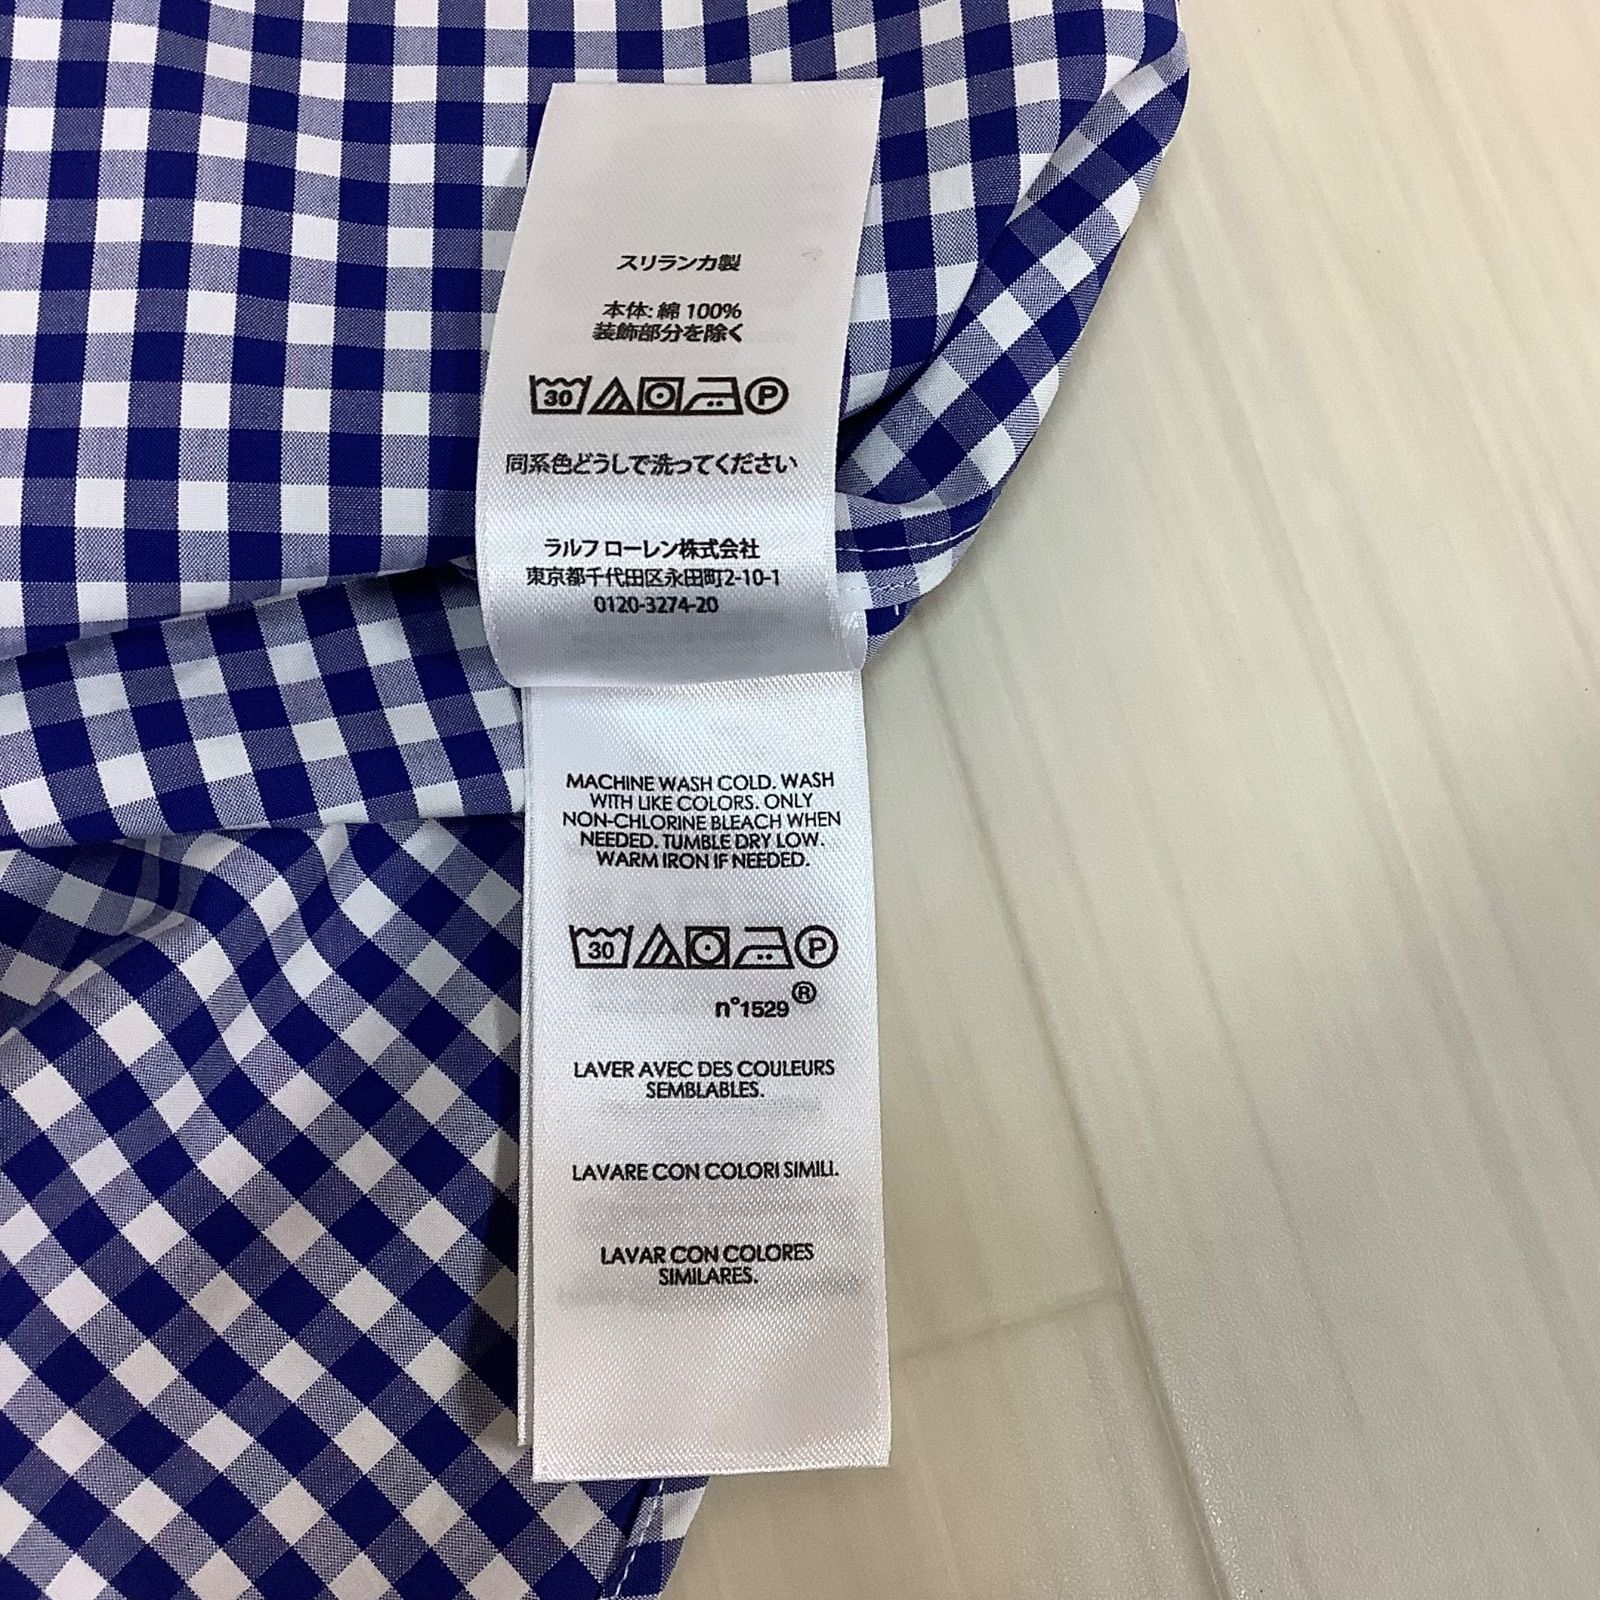 スリランカ製
本体: 綿 100%
装飾部分を除く
30 P
同系色どうしで洗ってください
ラルフ ローレン株式会社
東京都千代田区永田町2-10-1
0120-3274-20
MACHINE WASH COLD. WASH
WITH LIKE COLORS. ONLY
NON-CHLORINE BLEACH WHEN
NEEDED. TUMBLE DRY LOW.
WARM IRON IF NEEDED.
30 P
n°1529®
LAVER AVEC DES COULEURS
SEMBLABLES.
LAVARE CON COLORI SIMILI.
LAVAR CON COLORES
SIMILARES.